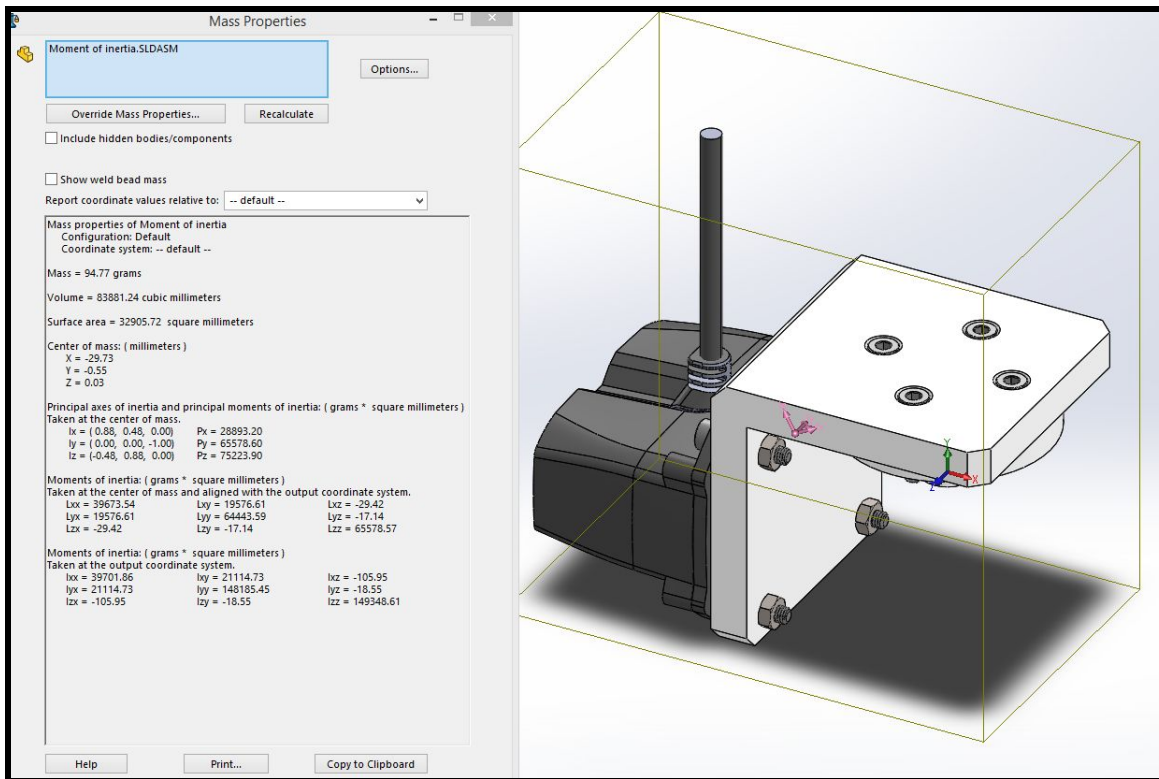 Mass Properties
Moment of inertia.SLDASM
Options...
Override Mass Properties...
Recalculate
Include hidden bodies/components
Show weld bead mass
Report coordinate values relative to:
-- default --
Mass properties of Moment of inertia
Configuration: Default
Coordinate system: -- default --
Mass = 94.77 grams
Volume = 83881.24 cubic millimeters
Surface area = 32905.72 square millimeters
Center of mass: ( millimeters )
X = -29.73
Y = -0.55
Z = 0.03
Principal axes of inertia and principal moments of inertia: ( grams * square millimeters )
Taken at the center of mass.
Ix = ( 0.88, 0.48, 0.00) Px = 28893.20
Iy = ( 0.00, 0.00, -1.00) Py = 65578.60
Iz = (-0.48, 0.88, 0.00) Pz = 75223.90
Moments of inertia: ( grams * square millimeters )
Taken at the center of mass and aligned with the output coordinate system.
Lxx = 39673.54 Lxy = 19576.61 Lxz = -29.42
Lyx = 19576.61 Lyy = 64443.59 Lyz = -17.14
Lzx = -29.42 Lzy = -17.14 Lzz = 65578.57
Moments of inertia: ( grams * square millimeters )
Taken at the output coordinate system.
Ixx = 39701.86 Ixy = 21114.73 Ixz = -105.95
Iyx = 21114.73 Iyy = 148185.45 Iyz = -18.55
Izx = -105.95 Izy = -18.55 Izz = 149348.61
Help
Print...
Copy to Clipboard
Y
X
Z